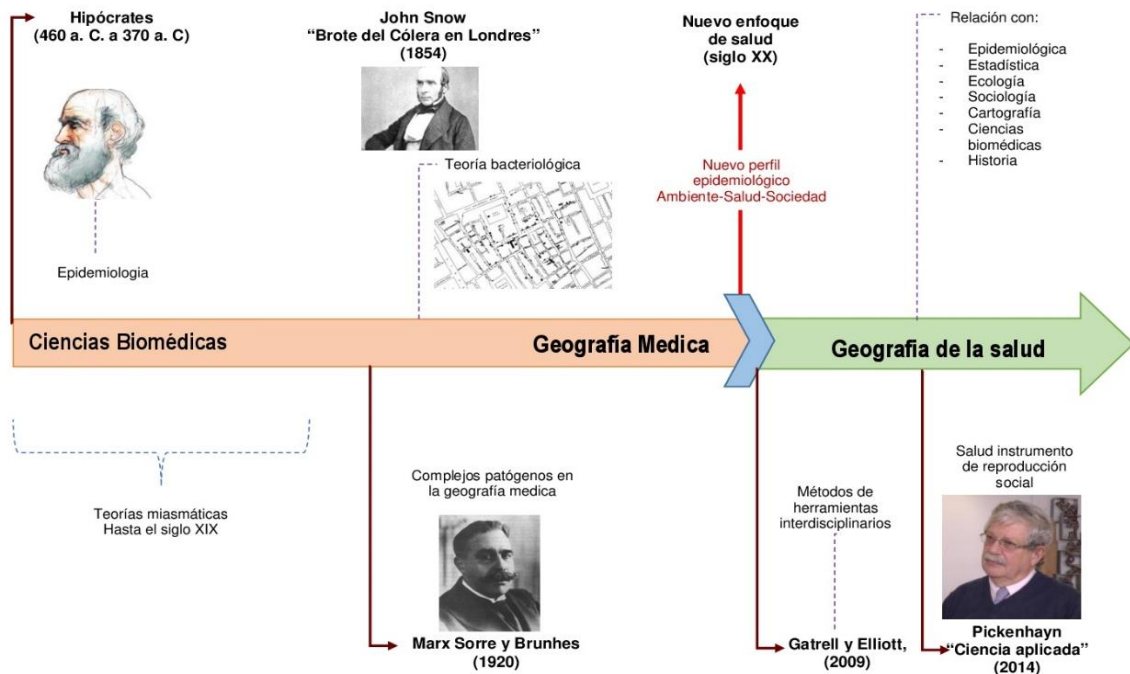 Hipócrates
(460 a. C. a 370 a. C)
Epidemiologia
John Snow
“Brote del Cólera en Londres”
(1854)
Teoría bacteriológica
Nuevo enfoque
de salud
(siglo XX)
Nuevo perfil
epidemiológico
Ambiente-Salud-Sociedad
Relación con:
- Epidemiológica
- Estadística
- Ecología
- Sociología
- Cartografía
- Ciencias
biomédicas
- Historia
Ciencias Biomédicas
Geografía Medica
Geografia de la salud
Teorías miasmáticas
Hasta el siglo XIX
Complejos patógenos en
la geografía medica
Marx Sorre y Brunhes
(1920)
Métodos de
herramientas
interdisciplinarios
Gatrell y Elliott,
(2009)
Salud instrumento
de reproducción
social
Pickenhayn
“Ciencia aplicada”
(2014)